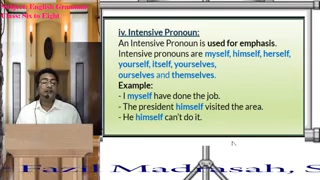 Subject: English Grammar
Class: Six to Eight
iv. Intensive Pronoun:
An Intensive Pronoun is used for emphasis.
Intensive pronouns are myself, himself, herself,
yourself, itself, yourselves,
ourselves and themselves.
Example:
- I myself have done the job.
- The president himself visited the area.
- He himself can't do it.
Fazil Madrasah, S